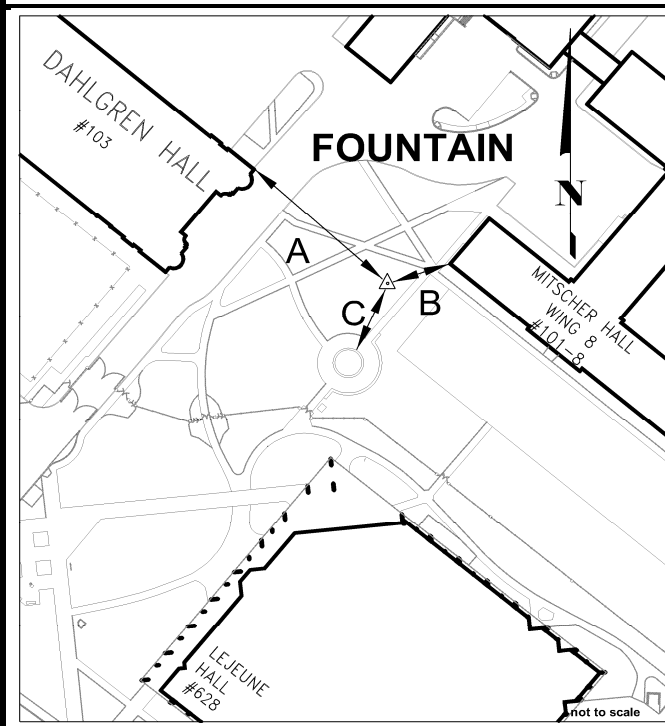 DAHLGREN HALL
#103
FOUNTAIN
N
A
B
C
MITSCHER HALL
WING 8
#101-8
LEJEUNE
HALL
#628
not to scale